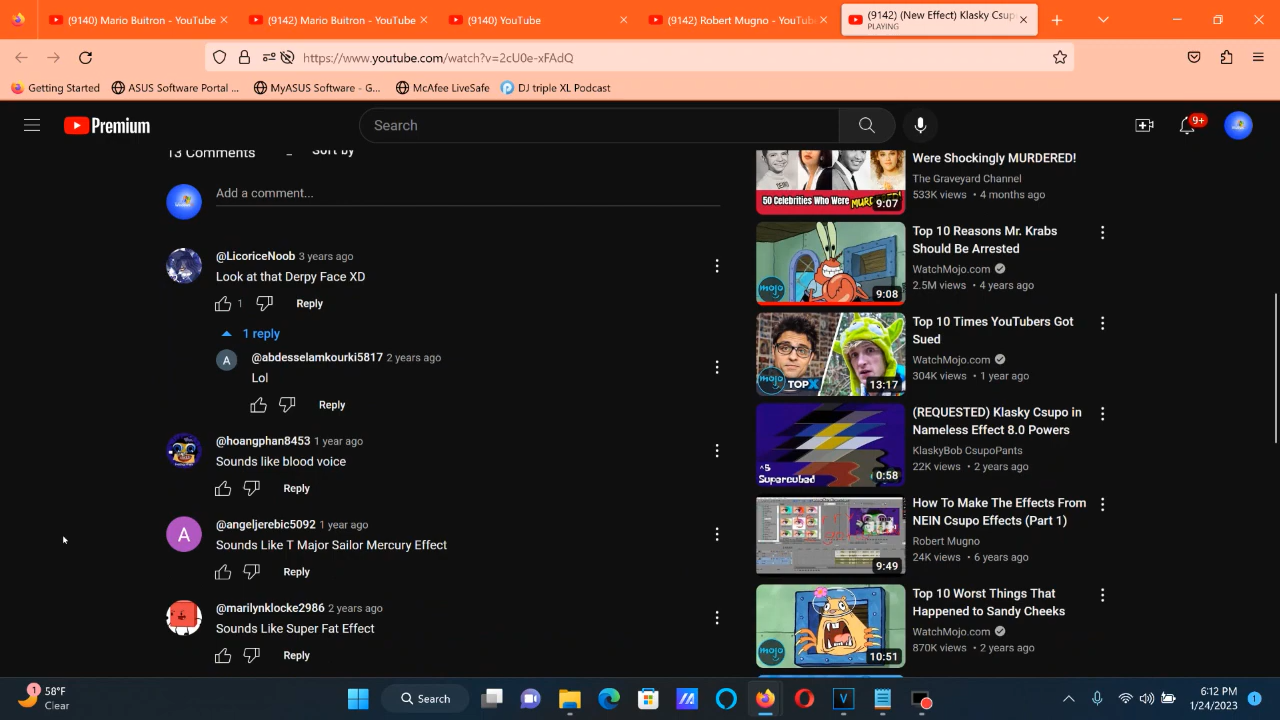 (9140) Mario Buitron - YouTube
(9142) Mario Buitron - YouTube
(9140) YouTube
(9142) Robert Mugno - YouTube
(9142) (New Effect) Klasky Csup
PLAYING
https://www.youtube.com/watch?v=2cU0e-xFAdQ
Getting Started
ASUS Software Portal ...
MyASUS Software - G...
McAfee LiveSafe
DJ triple XL Podcast
Premium
Search
9+
13 Comments
Sort by
Add a comment...
@LicoriceNoob 3 years ago
Look at that Derpy Face XD
1
Reply
1 reply
A
@abdesselamkourki5817 2 years ago
Lol
Reply
@hoangphan8453 1 year ago
Sounds like blood voice
Reply
A
@angeljerebic5092 1 year ago
Sounds Like T Major Sailor Mercury Effect
Reply
@marilynklocke2986 2 years ago
Sounds Like Super Fat Effect
Reply
50 Celebrities Who Were MURDERED
9:07
Were Shockingly MURDERED!
The Graveyard Channel
533K views • 4 months ago
mojo
9:08
Top 10 Reasons Mr. Krabs
Should Be Arrested
WatchMojo.com
2.5M views • 4 years ago
mojo
TOPX
13:17
Top 10 Times YouTubers Got
Sued
WatchMojo.com
304K views • 1 year ago
^5
Supercubed
0:58
(REQUESTED) Klasky Csupo in
Nameless Effect 8.0 Powers
KlaskyBob CsupoPants
22K views • 2 years ago
9:49
How To Make The Effects From
NEIN Csupo Effects (Part 1)
Robert Mugno
24K views • 6 years ago
mojo
10:51
Top 10 Worst Things That
Happened to Sandy Cheeks
WatchMojo.com
870K views • 2 years ago
1
58°F
Clear
Search
V
6:12 PM
1/24/2023
1